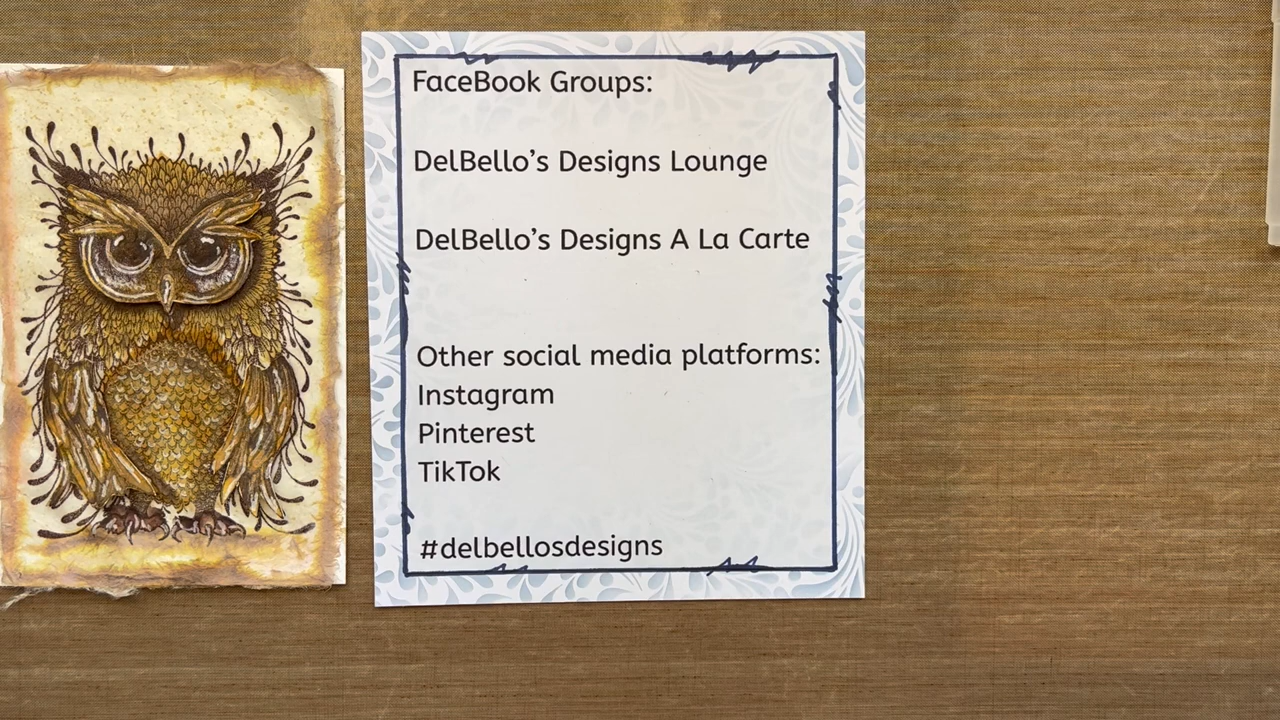 FaceBook Groups:
DelBello’s Designs Lounge
DelBello’s Designs A La Carte
Other social media platforms:
Instagram
Pinterest
TikTok
#delbellosdesigns